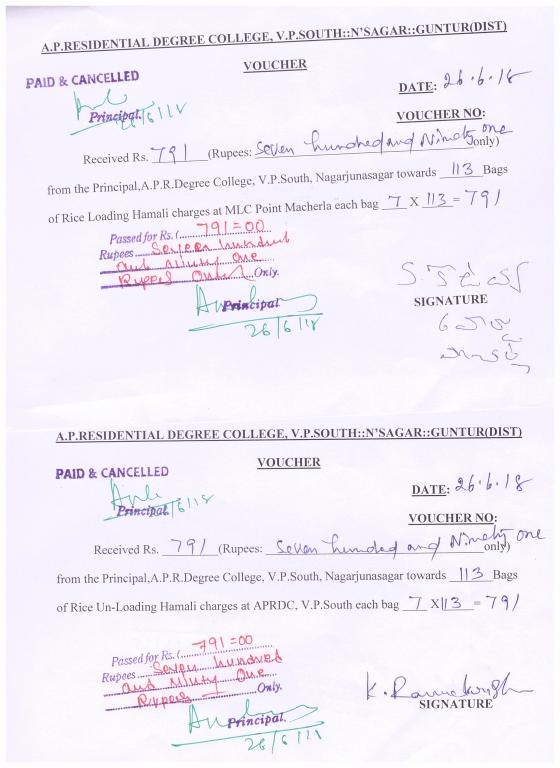 A.P.RESIDENTIAL DEGREE COLLEGE, V.P.SOUTH::N'SAGAR::GUNTUR(DIST)
VOUCHER
PAID & CANCELLED
DATE: 26.6.18
Principal.
26/6/18
VOUCHER NO:
Received Rs. 791 (Rupees: Seven hundred and Ninety one only)
from the Principal,A.P.R.Degree College, V.P.South, Nagarjunasagar towards 113 Bags
of Rice Loading Hamali charges at MLC Point Macherla each bag 7 X 113 = 791
Passed for Rs. ( 791=00
Rupees Seven hundred
and Ninty One
Rupees Only Only.
Principal
26/6/18
SIGNATURE
A.P.RESIDENTIAL DEGREE COLLEGE, V.P.SOUTH::N'SAGAR::GUNTUR(DIST)
VOUCHER
PAID & CANCELLED
DATE: 26.6.18
Principal.
26/6/18
VOUCHER NO:
Received Rs. 791 (Rupees: Seven hundred and Ninety one only)
from the Principal,A.P.R.Degree College, V.P.South, Nagarjunasagar towards 113 Bags
of Rice Un-Loading Hamali charges at APRDC, V.P.South each bag 7 X 113 = 791
Passed for Rs. ( 791=00
Rupees Seven hundred
and Ninty One
Rupees Only.
Principal.
26/6/18
SIGNATURE